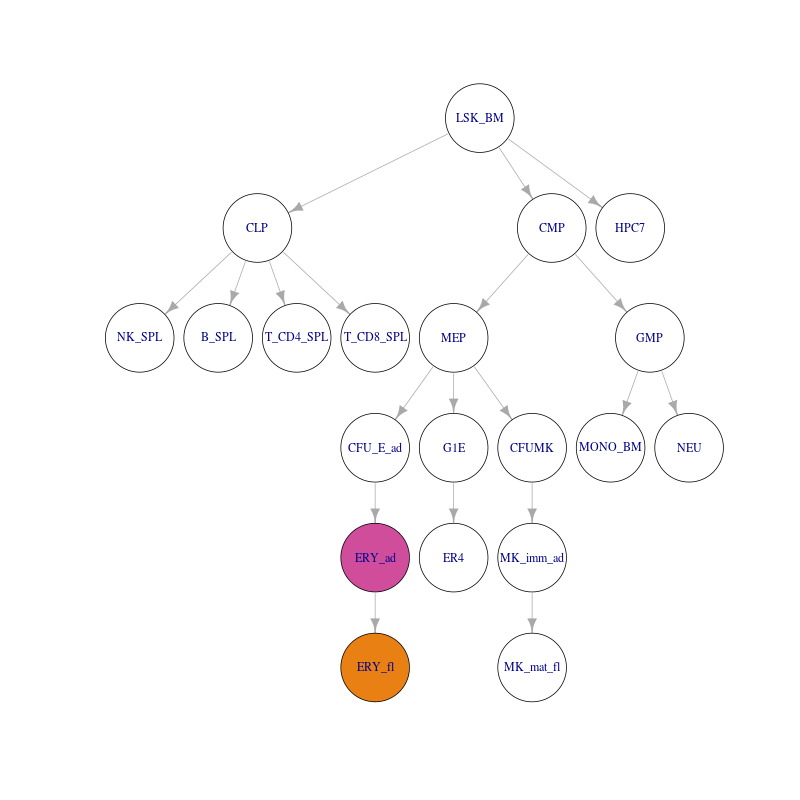 LSK_BM
CLP
CMP
HPC7
NK_SPL
B_SPL
T_CD4_SPL
T_CD8_SPL
MEP
GMP
CFU_E_ad
G1E
CFUMK
MONO_BM
NEU
ERY_ad
ER4
MK_imm_ad
ERY_fl
MK_mat_fl